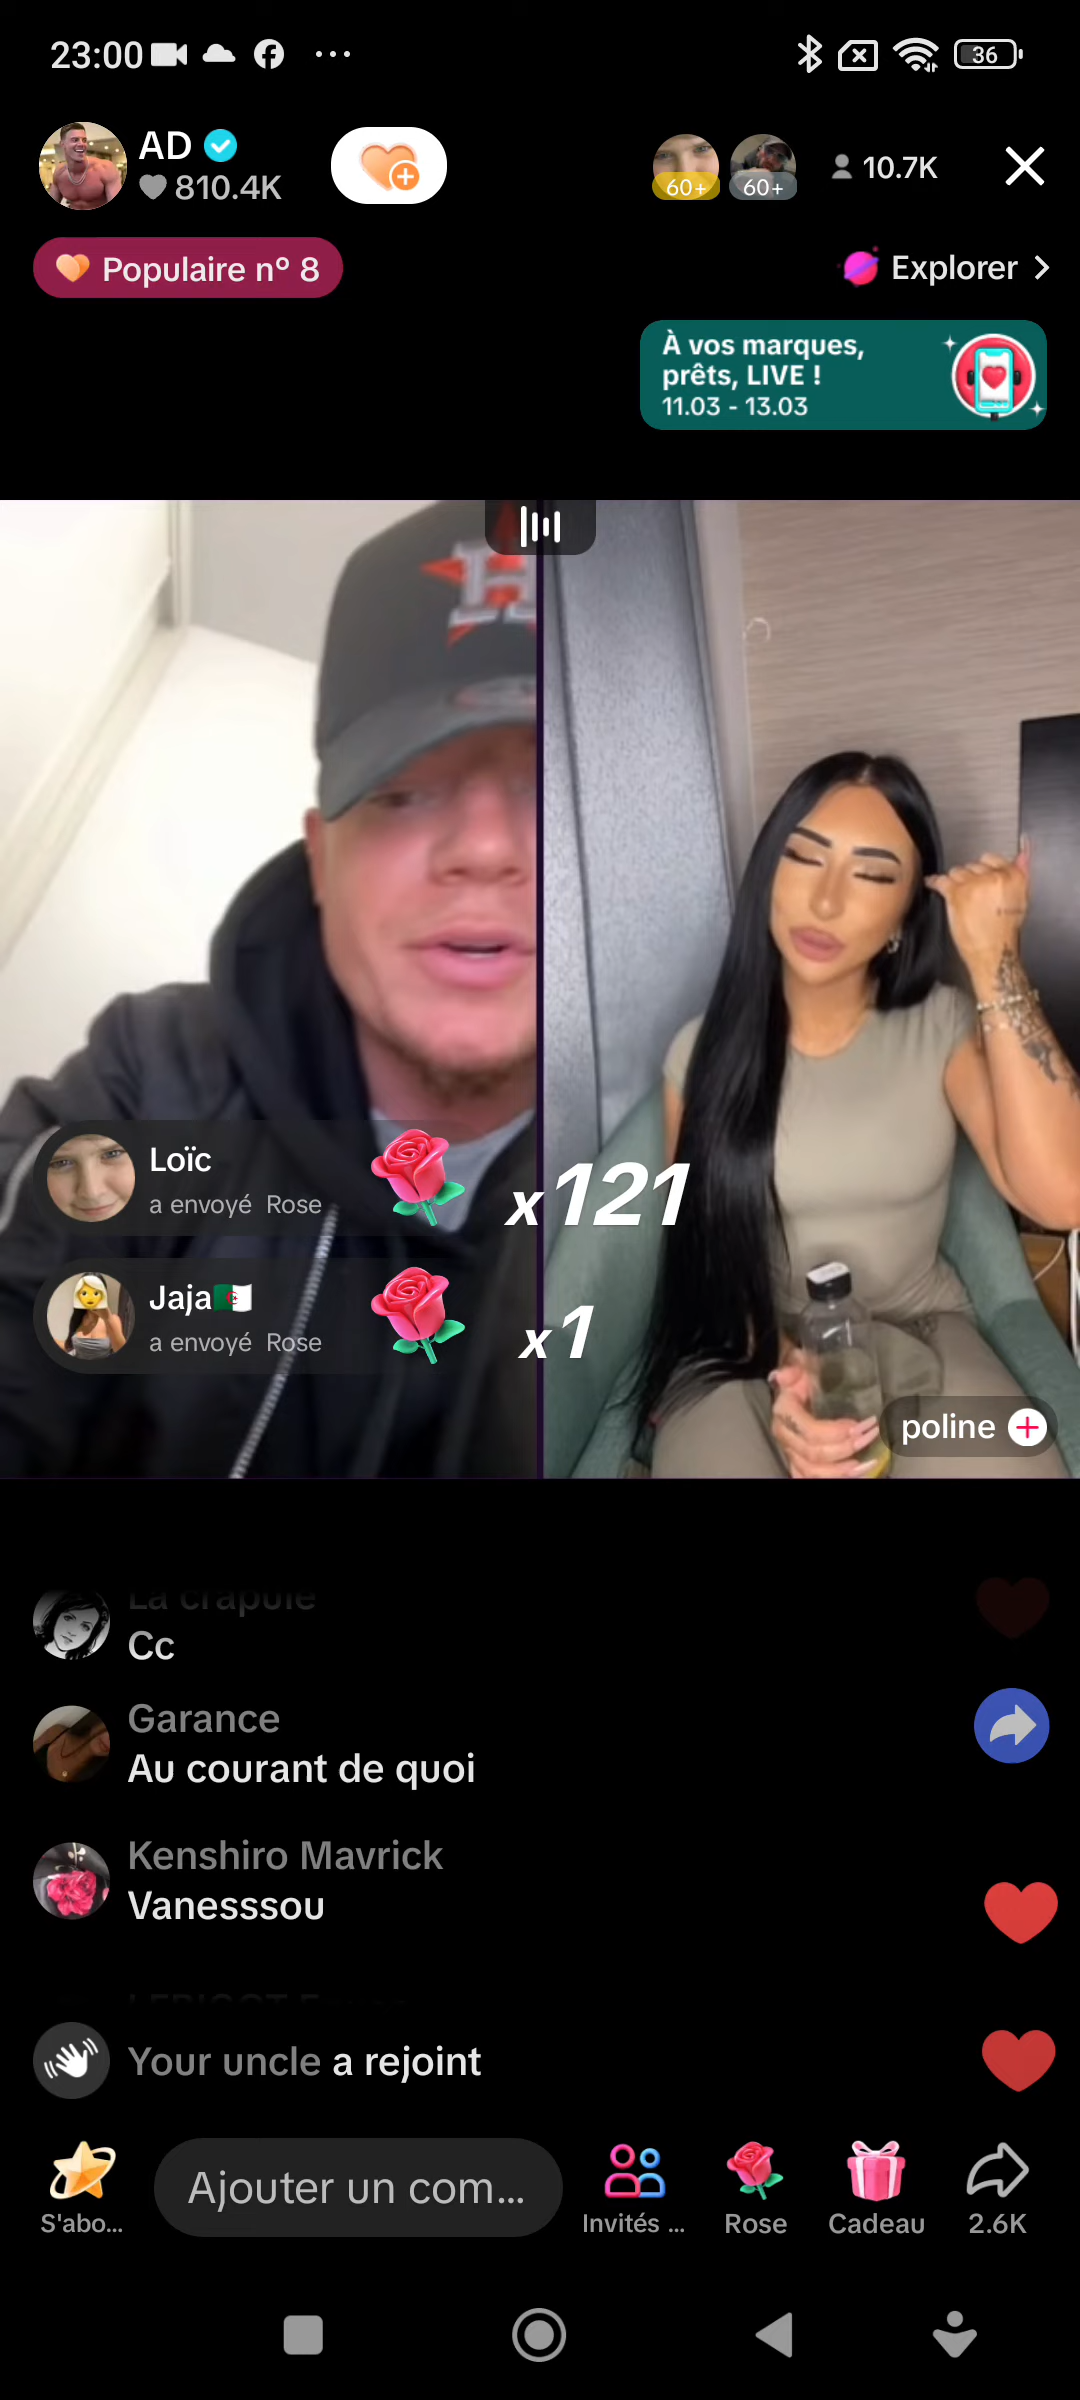 23:00
36
AD
810.4K
60+
60+
10.7K
Populaire n° 8
Explorer
À vos marques,
prêts, LIVE !
11.03 - 13.03
H
Loïc
a envoyé Rose
x121
Jaja
a envoyé Rose
x1
poline
La crapule
Cc
Garance
Au courant de quoi
Kenshiro Mavrick
Vanesssou
Your uncle a rejoint
S'abo...
Ajouter un com...
Invités ...
Rose
Cadeau
2.6K